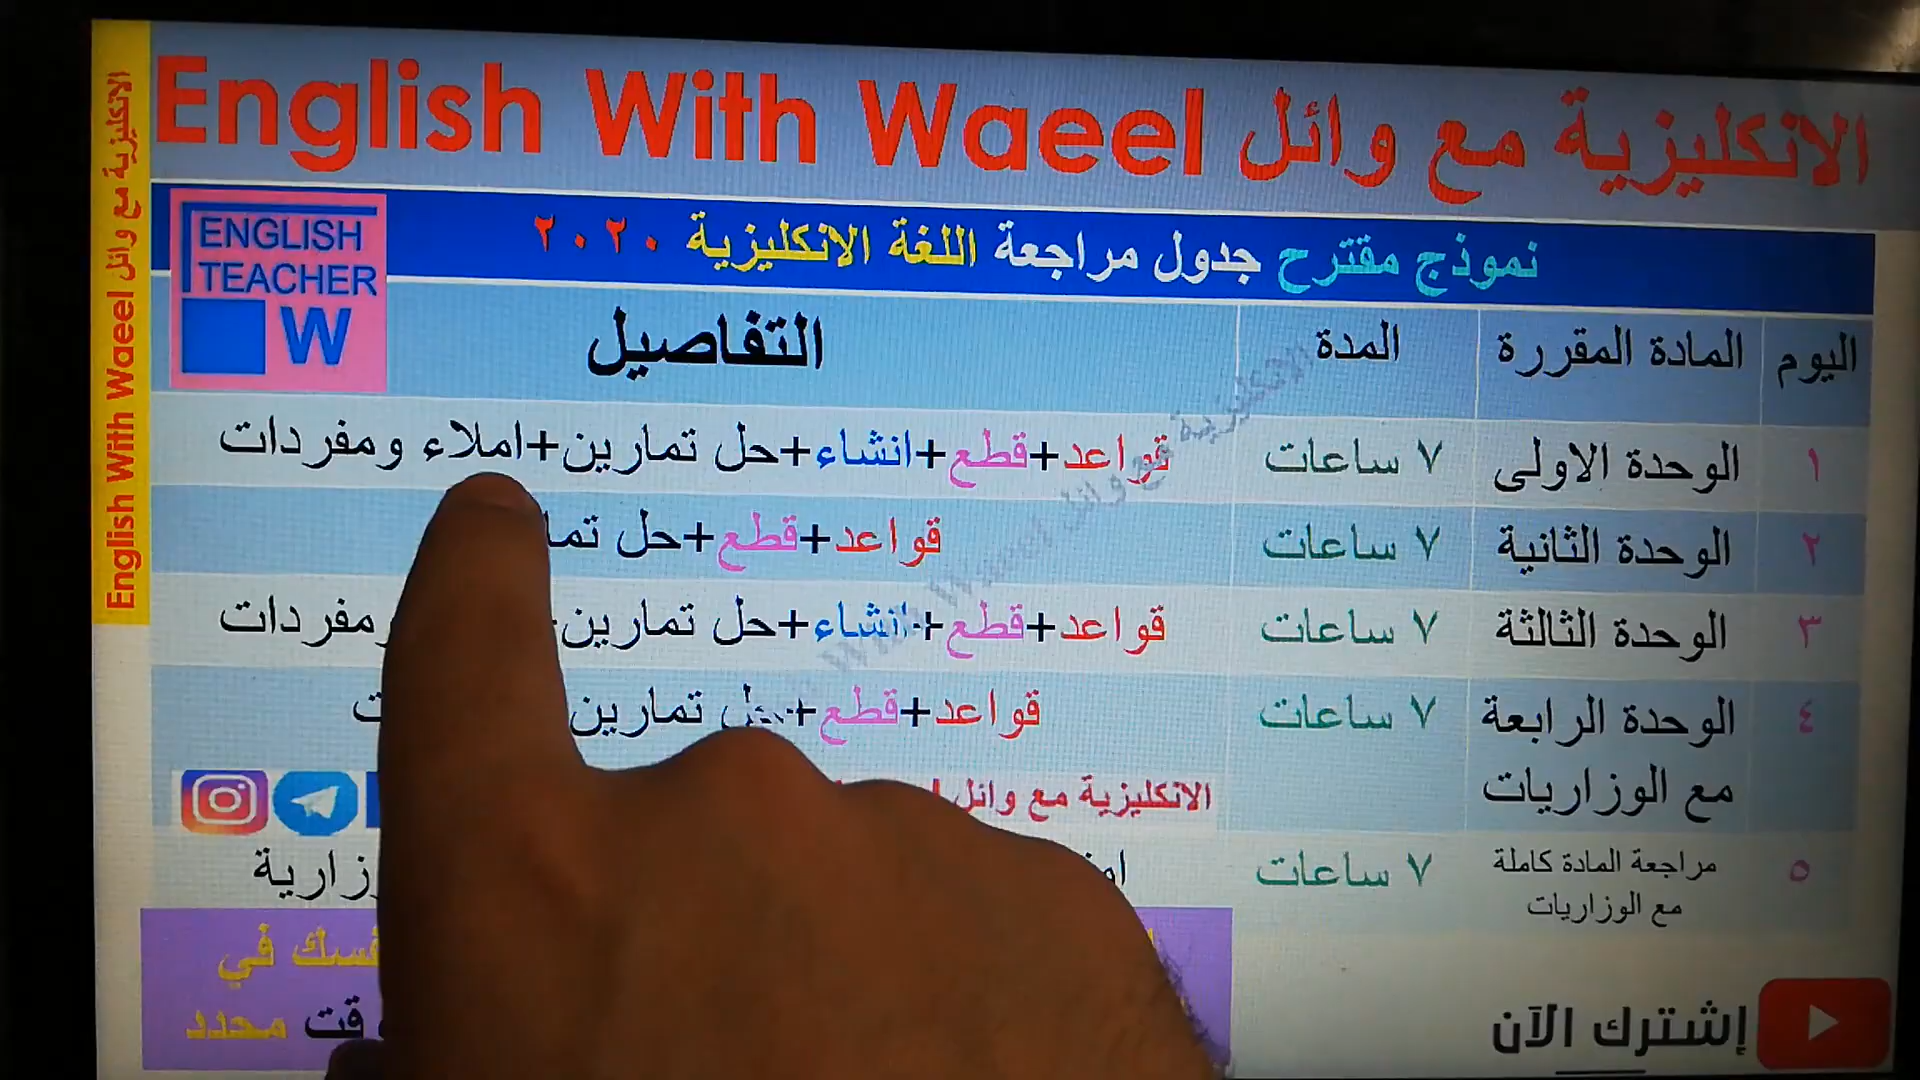 English With Waeel الانكليزية مع وائل
الانكليزية مع وائل English With Waeel
نموذج مقترح جدول مراجعة اللغة الانكليزية ٢٠٢٠
ENGLISH
TEACHER
W
اليوم المادة المقررة المدة التفاصيل
١ الوحدة الاولى ٧ ساعات قواعد+قطع+انشاء+حل تمارين+املاء ومفردات
٢ الوحدة الثانية ٧ ساعات قواعد+قطع+حل
٣ الوحدة الثالثة ٧ ساعات قواعد+قطع+انشاء+حل تمارين ومفردات
٤ الوحدة الرابعة ٧ ساعات قواعد+قطع+حل تمارين
مع الوزاريات
الانكليزية مع وائل
٥ مراجعة المادة كاملة ٧ ساعات
مع الوزاريات
في
محدد
إشترك الآن